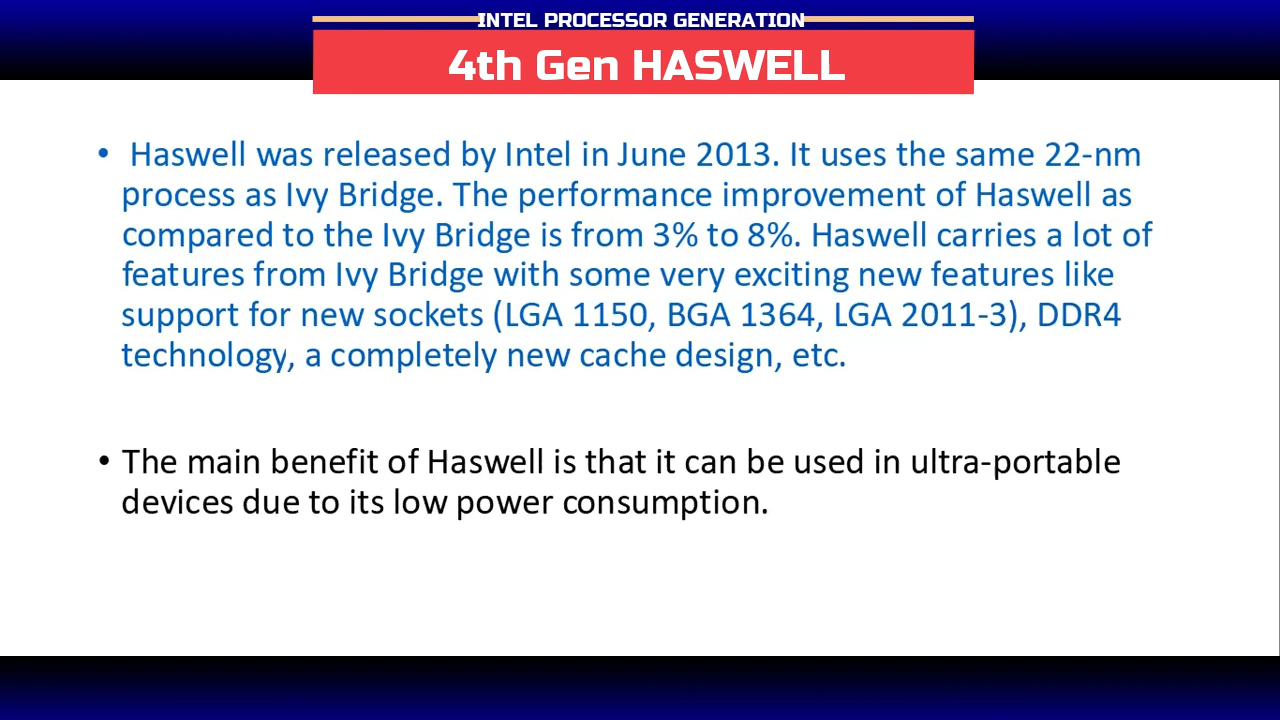 INTEL PROCESSOR GENERATION
4th Gen HASWELL
• Haswell was released by Intel in June 2013. It uses the same 22-nm
process as Ivy Bridge. The performance improvement of Haswell as
compared to the Ivy Bridge is from 3% to 8%. Haswell carries a lot of
features from Ivy Bridge with some very exciting new features like
support for new sockets (LGA 1150, BGA 1364, LGA 2011-3), DDR4
technology, a completely new cache design, etc.
• The main benefit of Haswell is that it can be used in ultra-portable
devices due to its low power consumption.